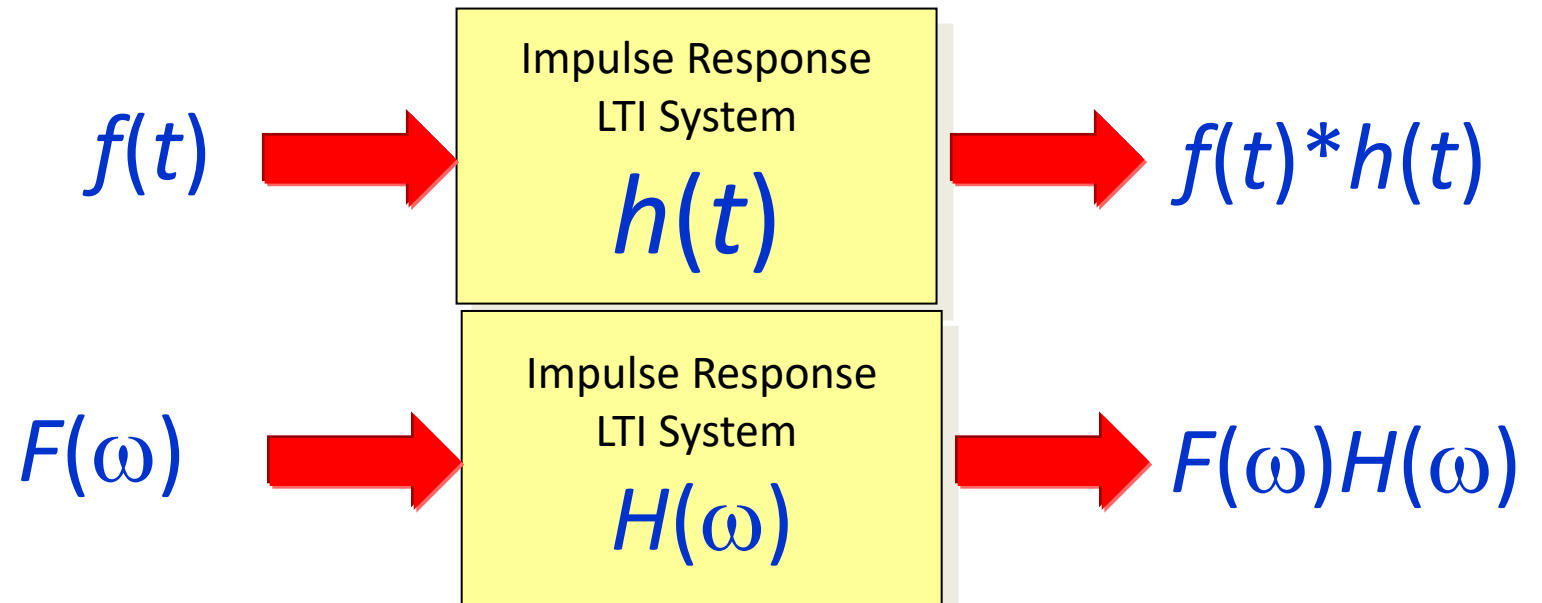 Impulse Response
LTI System
f(t)
h(t)
f(t)*h(t)
Impulse Response
LTI System
F(ω)
H(ω)
F(ω)H(ω)